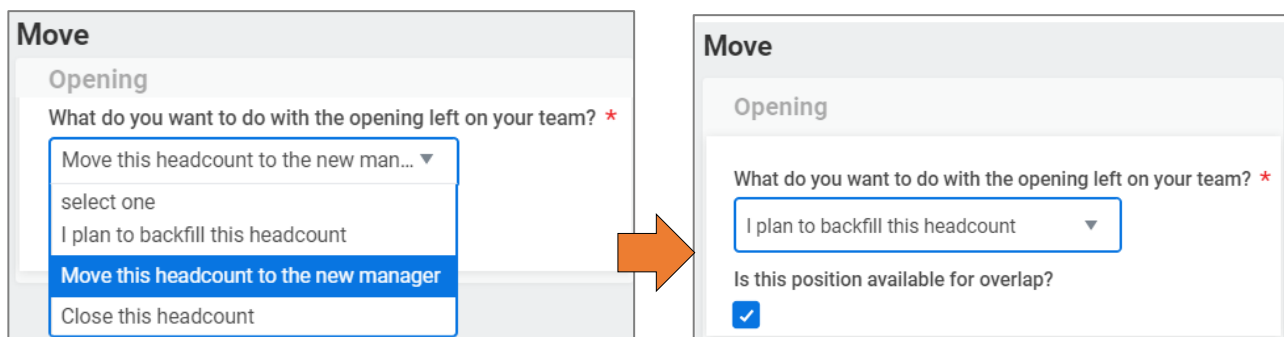 Move
Opening
What do you want to do with the opening left on your team? *
Move this headcount to the new man...
select one
I plan to backfill this headcount
Move this headcount to the new manager
Close this headcount
Move
Opening
What do you want to do with the opening left on your team? *
I plan to backfill this headcount
Is this position available for overlap?